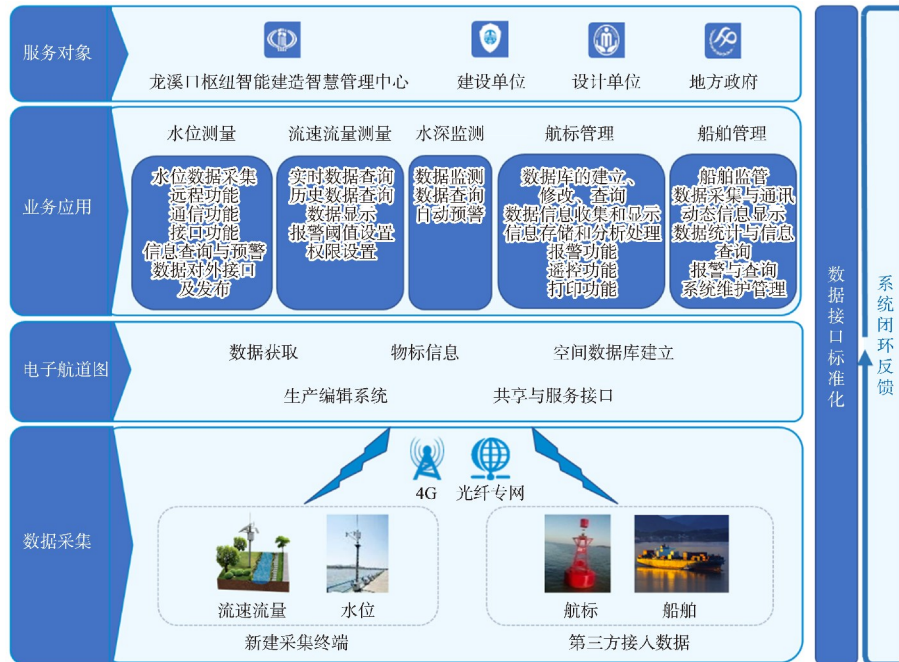 服务对象
龙溪口枢纽智能建造智慧管理中心
建设单位
设计单位
地方政府
业务应用
水位测量
水位数据采集
远程功能
通信功能
接口功能
信息查询与预警
数据对外接口
及发布
流速流量测量
实时数据查询
历史数据查询
数据显示
报警阈值设置
权限设置
水深监测
数据监测
数据查询
自动预警
航标管理
数据库的建立、
修改、查询
数据信息收集和显示
信息存储和分析处理
报警功能
遥控功能
打印功能
船舶管理
船舶监管
数据采集与通讯
动态信息显示
数据统计与信息
查询
报警与查询
系统维护管理
电子航道图
数据获取
物标信息
空间数据库建立
生产编辑系统
共享与服务接口
数据采集
4G
光纤专网
流速流量
水位
新建采集终端
航标
船舶
第三方接入数据
数据接口标准化
系统闭环反馈